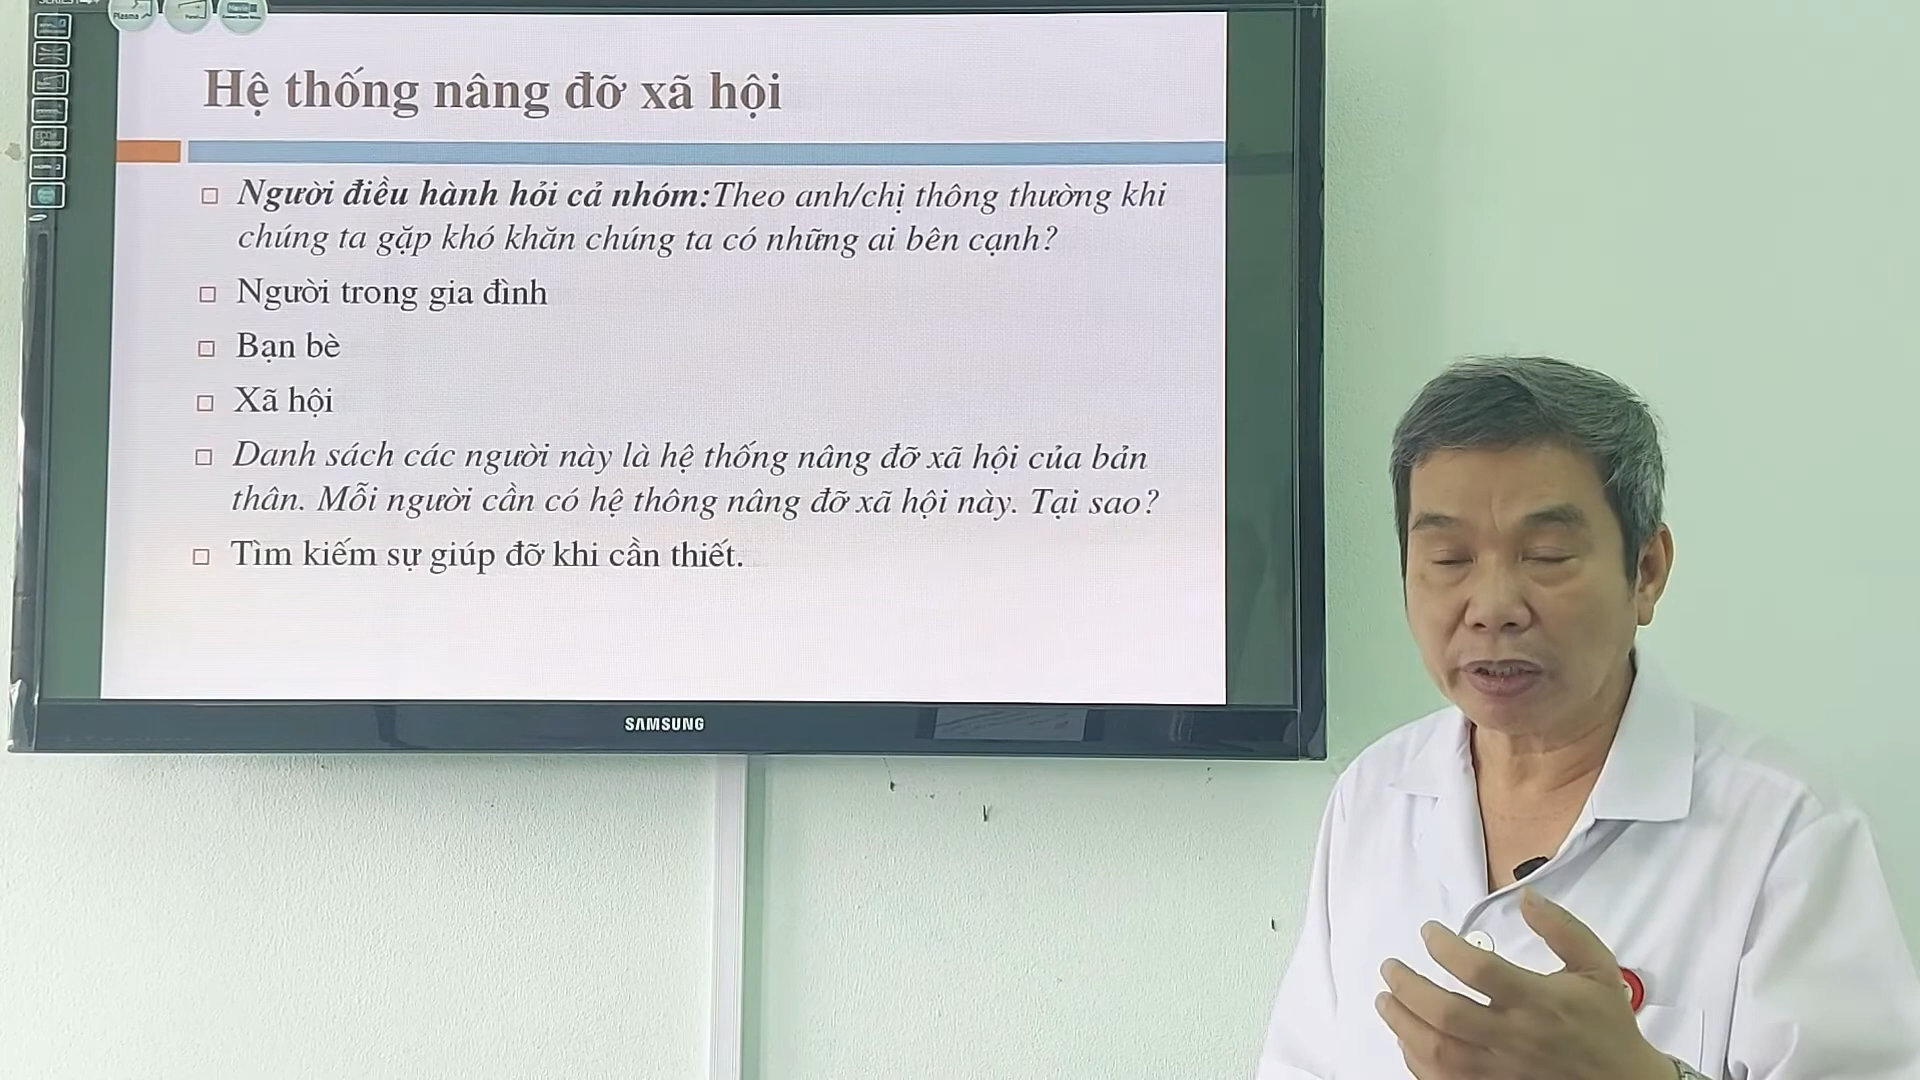 Plasma
Hệ thống nâng đỡ xã hội
Người điều hành hỏi cả nhóm:Theo anh/chị thông thường khi
chúng ta gặp khó khăn chúng ta có những ai bên cạnh?
Người trong gia đình
Bạn bè
Xã hội
Danh sách các người này là hệ thống nâng đỡ xã hội của bản
thân. Mỗi người cần có hệ thông nâng đỡ xã hội này. Tại sao?
Tìm kiếm sự giúp đỡ khi cần thiết.
SAMSUNG